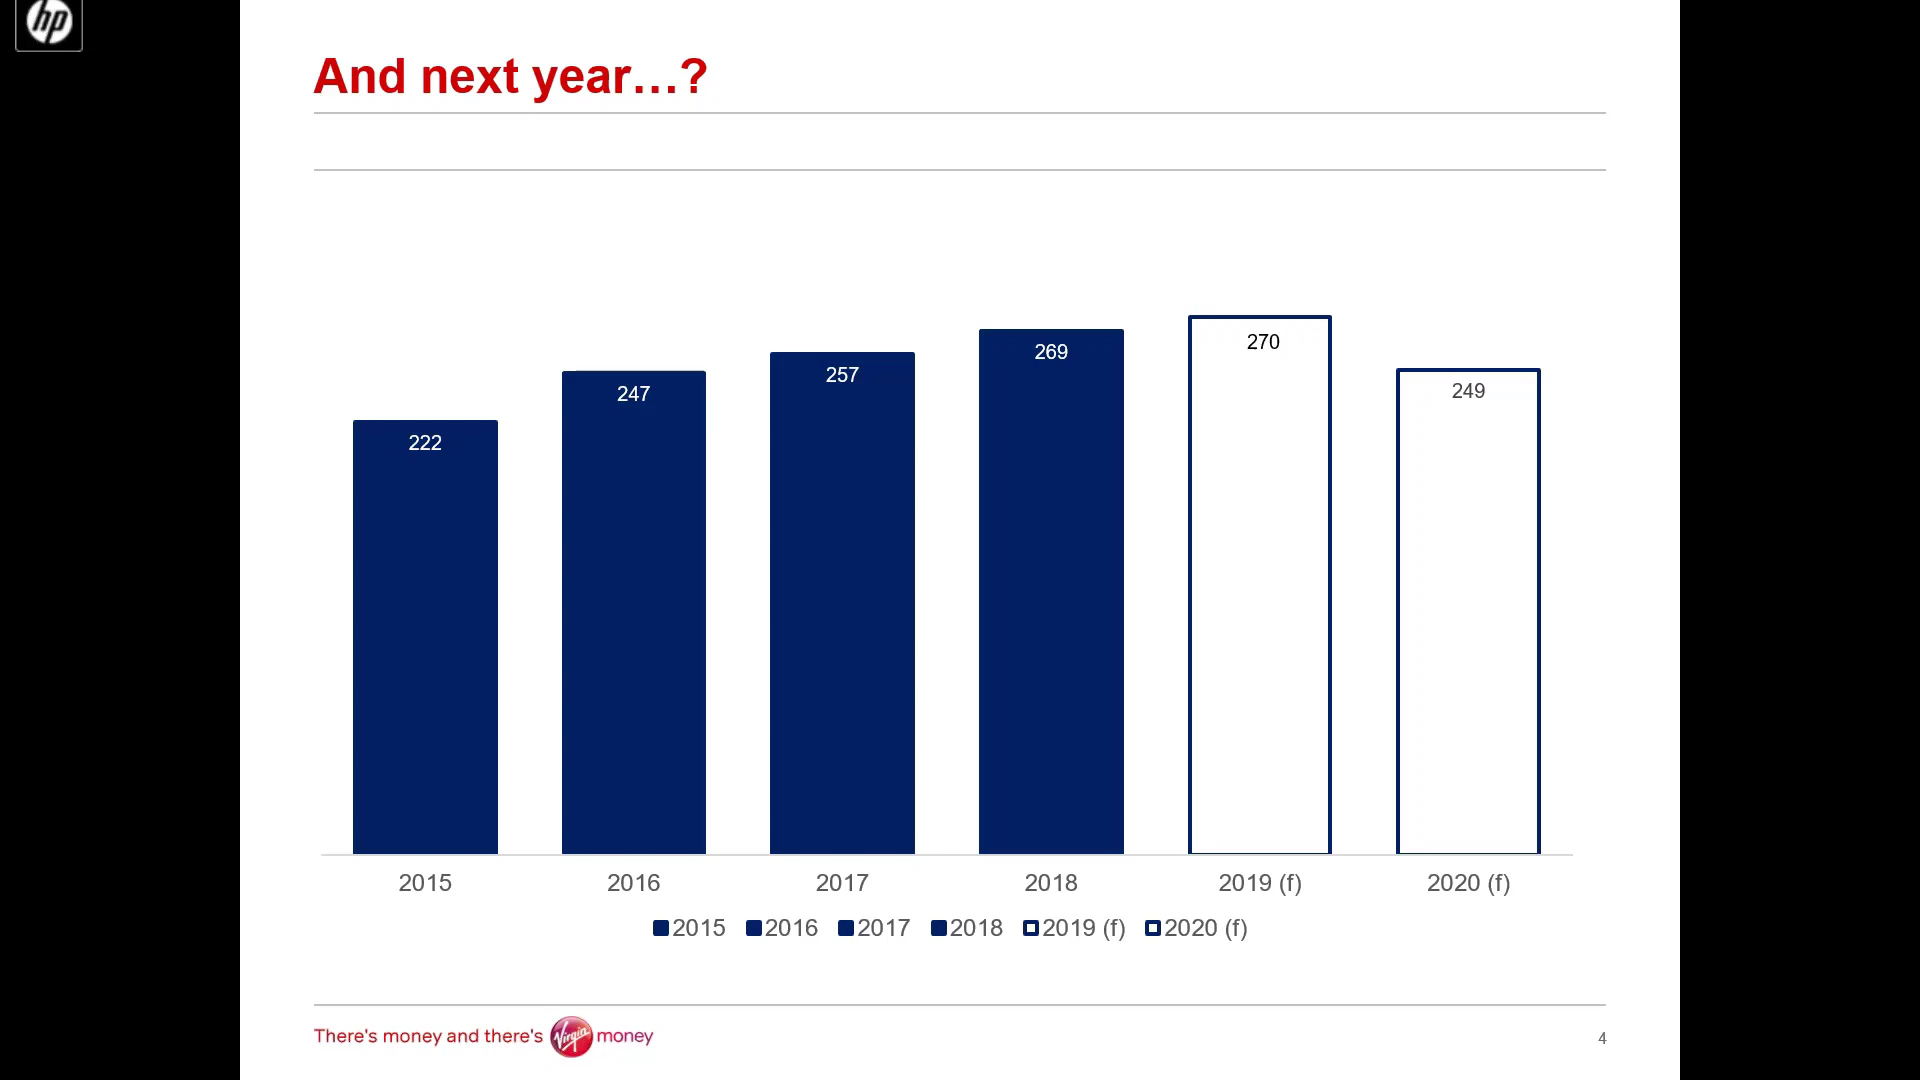 hp
And next year...?
270
269
257
249
247
222
2015 2016 2017 2018 2019 (f) 2020 (f)
2015 2016 2017 2018 2019 (f) 2020 (f)
There's money and there's Virgin money
4